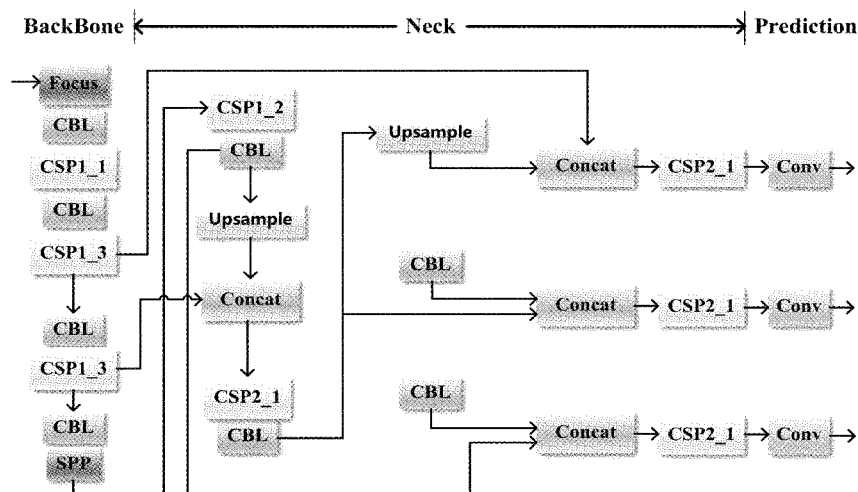 BackBone
Neck
Prediction
Focus
CBL
CSP1_1
CBL
CSP1_3
CBL
CSP1_3
CBL
SPP
CSP1_2
CBL
Upsample
Concat
CSP2_1
CBL
Upsample
Concat
CSP2_1
Conv
CBL
Concat
CSP2_1
Conv
CBL
Concat
CSP2_1
Conv